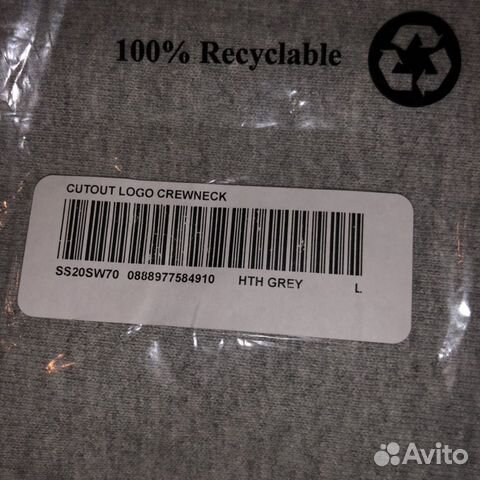 100% Recyclable
CUTOUT LOGO CREWNECK
SS20SW70 0888977584910 HTH GREY L
Avito